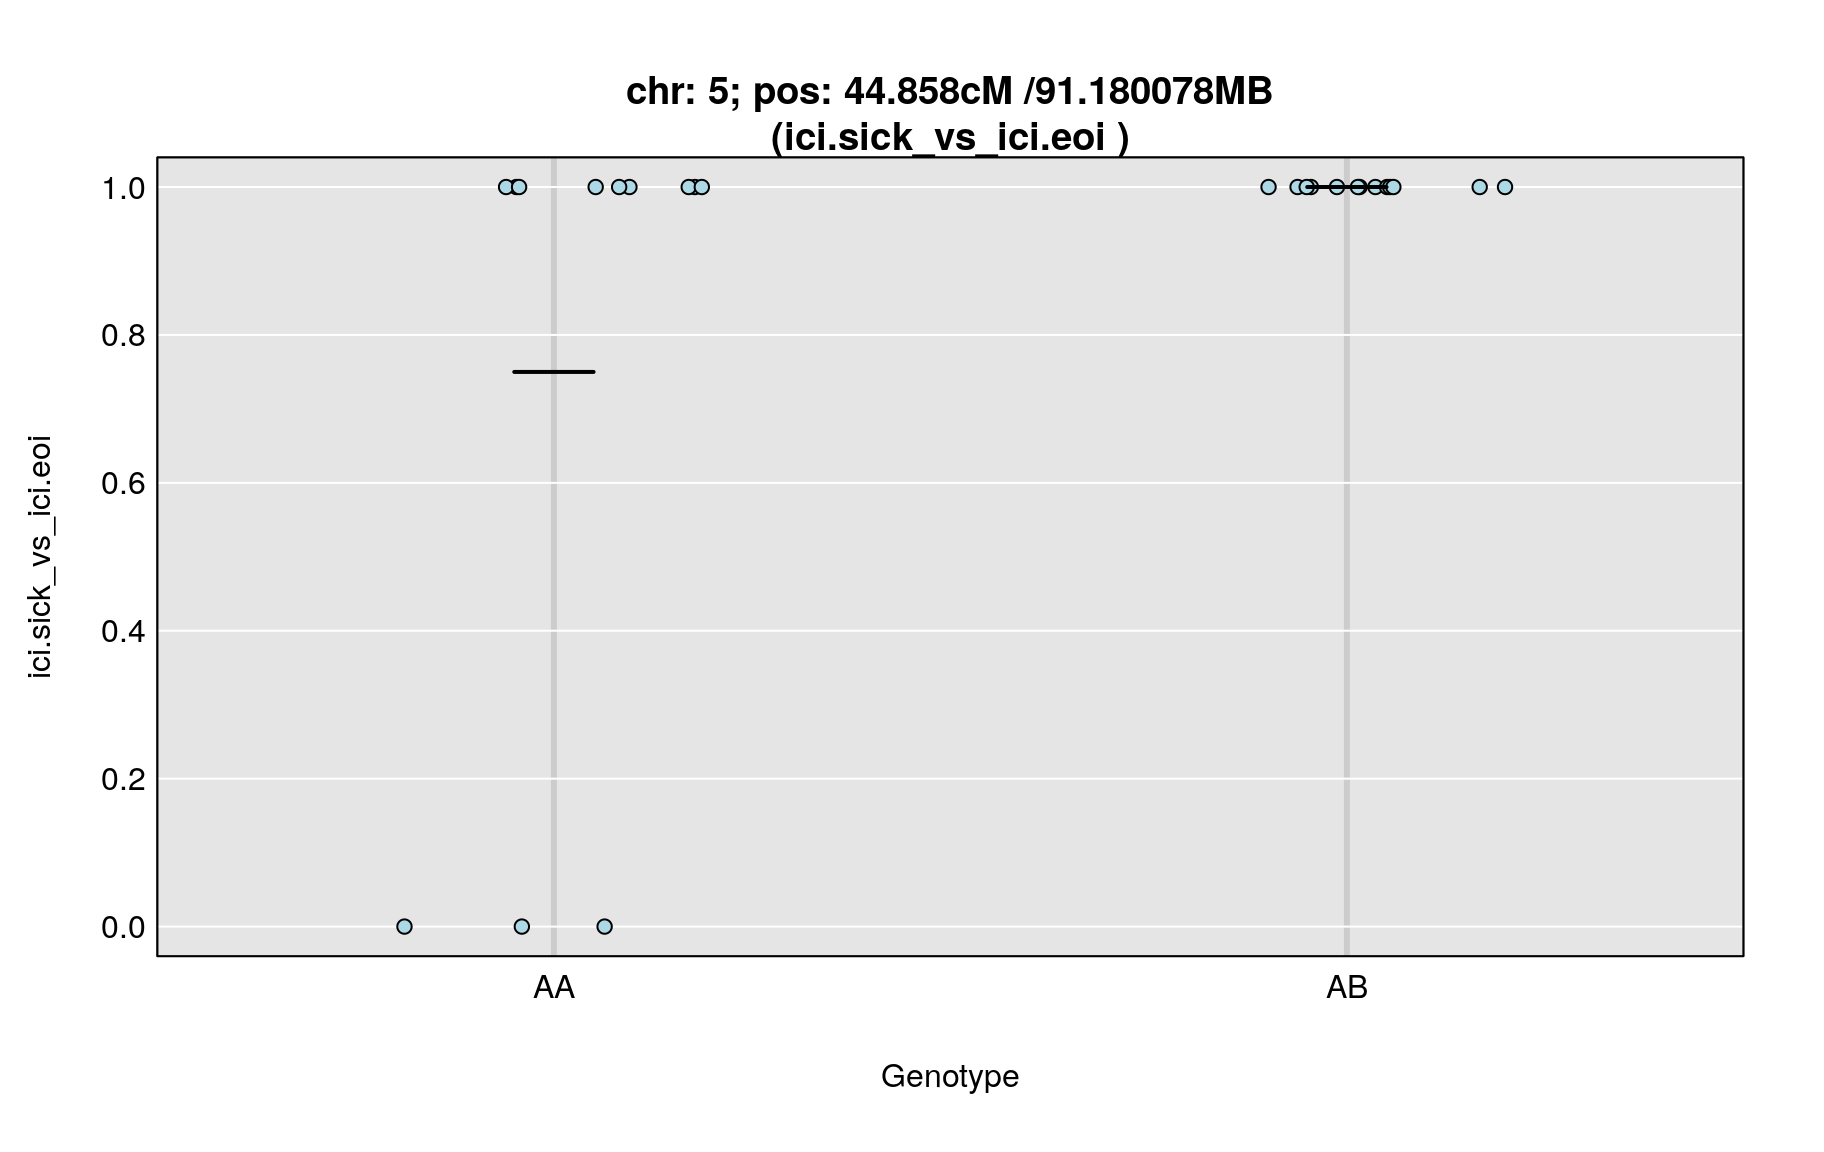 chr: 5; pos: 44.858cM /91.180078MB
(ici.sick_vs_ici.eoi )
ici.sick_vs_ici.eoi
1.0
0.8
0.6
0.4
0.2
0.0
AA
AB
Genotype